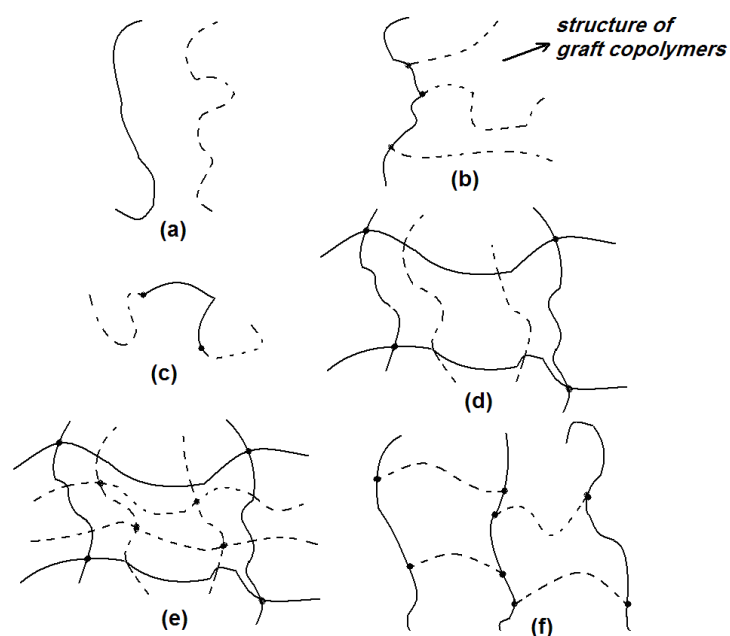 structure of
graft copolymers
(a)
(b)
(c)
(d)
(e)
(f)